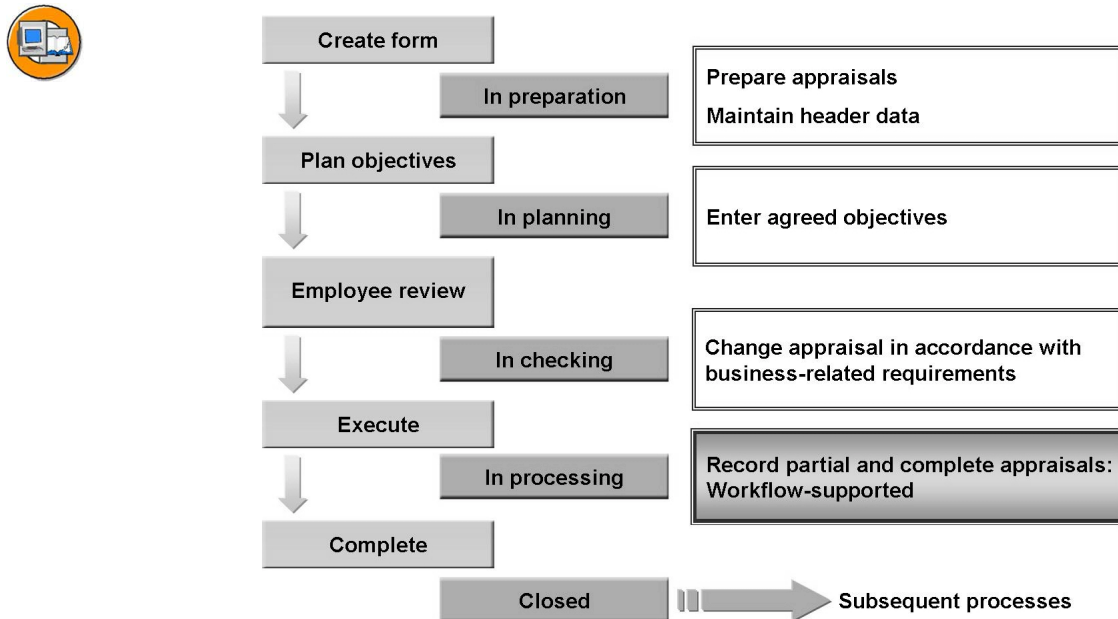 Create form
In preparation
Prepare appraisals
Maintain header data
Plan objectives
In planning
Enter agreed objectives
Employee review
In checking
Change appraisal in accordance with
business-related requirements
Execute
In processing
Record partial and complete appraisals:
Workflow-supported
Complete
Closed
Subsequent processes